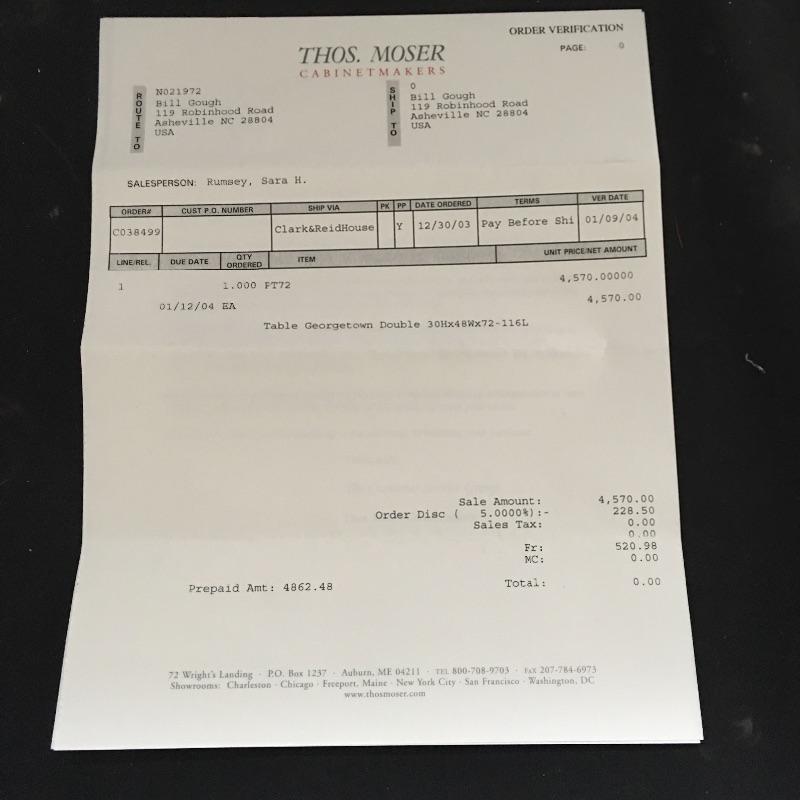 ORDER VERIFICATION
PAGE: 0
THOS. MOSER
CABINETMAKERS
ROUTE TO
N021972
Bill Gough
119 Robinhood Road
Asheville NC 28804
USA
SHIP TO
0
Bill Gough
119 Robinhood Road
Asheville NC 28804
USA
SALESPERSON: Rumsey, Sara H.
ORDER# CUST P.O. NUMBER SHIP VIA PK PP DATE ORDERED TERMS VER DATE
C038499 Clark&ReidHouse Y 12/30/03 Pay Before Shi 01/09/04
LINE/REL. DUE DATE QTY ORDERED ITEM UNIT PRICE/NET AMOUNT
1 1.000 FT72 4,570.00000
01/12/04 EA 4,570.00
Table Georgetown Double 30Hx48Wx72-116L
Sale Amount: 4,570.00
Order Disc ( 5.0000%):- 228.50
Sales Tax: 0.00
0.00
Fr: 520.98
MC: 0.00
Prepaid Amt: 4862.48 Total: 0.00
72 Wright's Landing · P.O. Box 1237 · Auburn, ME 04211 · TEL 800-708-9703 · FAX 207-784-6973
Showrooms: Charleston · Chicago · Freeport, Maine · New York City · San Francisco · Washington, DC
www.thosmoser.com